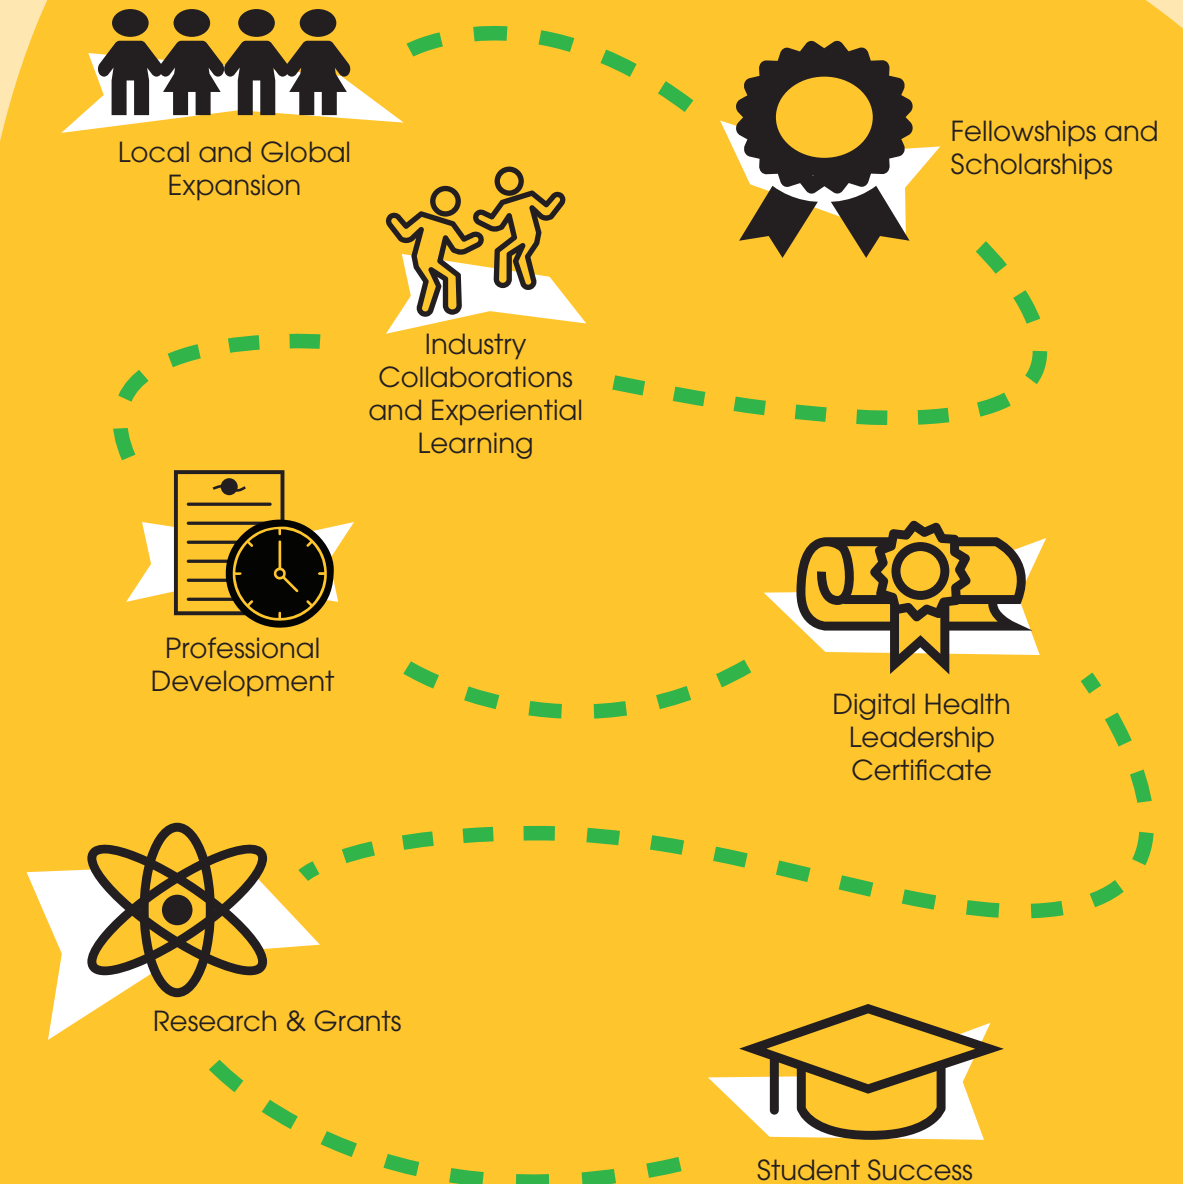 Local and Global
Expansion
Fellowships and
Scholarships
Industry
Collaborations
and Experiential
Learning
Professional
Development
Digital Health
Leadership
Certificate
Research & Grants
Student Success